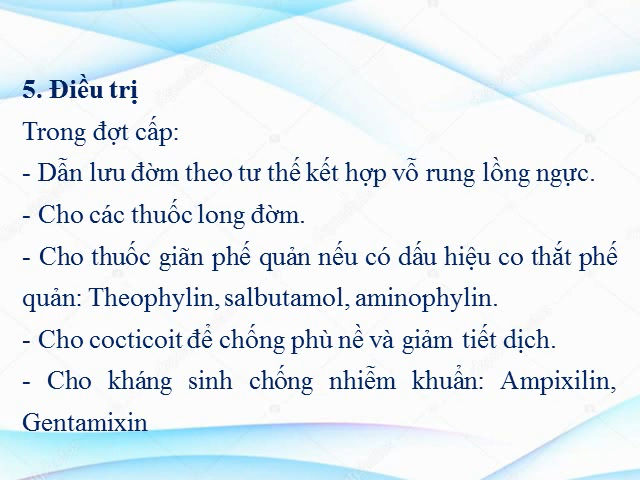 5. Điều trị
Trong đợt cấp:
- Dẫn lưu đờm theo tư thế kết hợp vỗ rung lồng ngực.
- Cho các thuốc long đờm.
- Cho thuốc giãn phế quản nếu có dấu hiệu co thắt phế
quản: Theophylin, salbutamol, aminophylin.
- Cho cocticoit để chống phù nề và giảm tiết dịch.
- Cho kháng sinh chống nhiễm khuẩn: Ampixilin,
Gentamixin